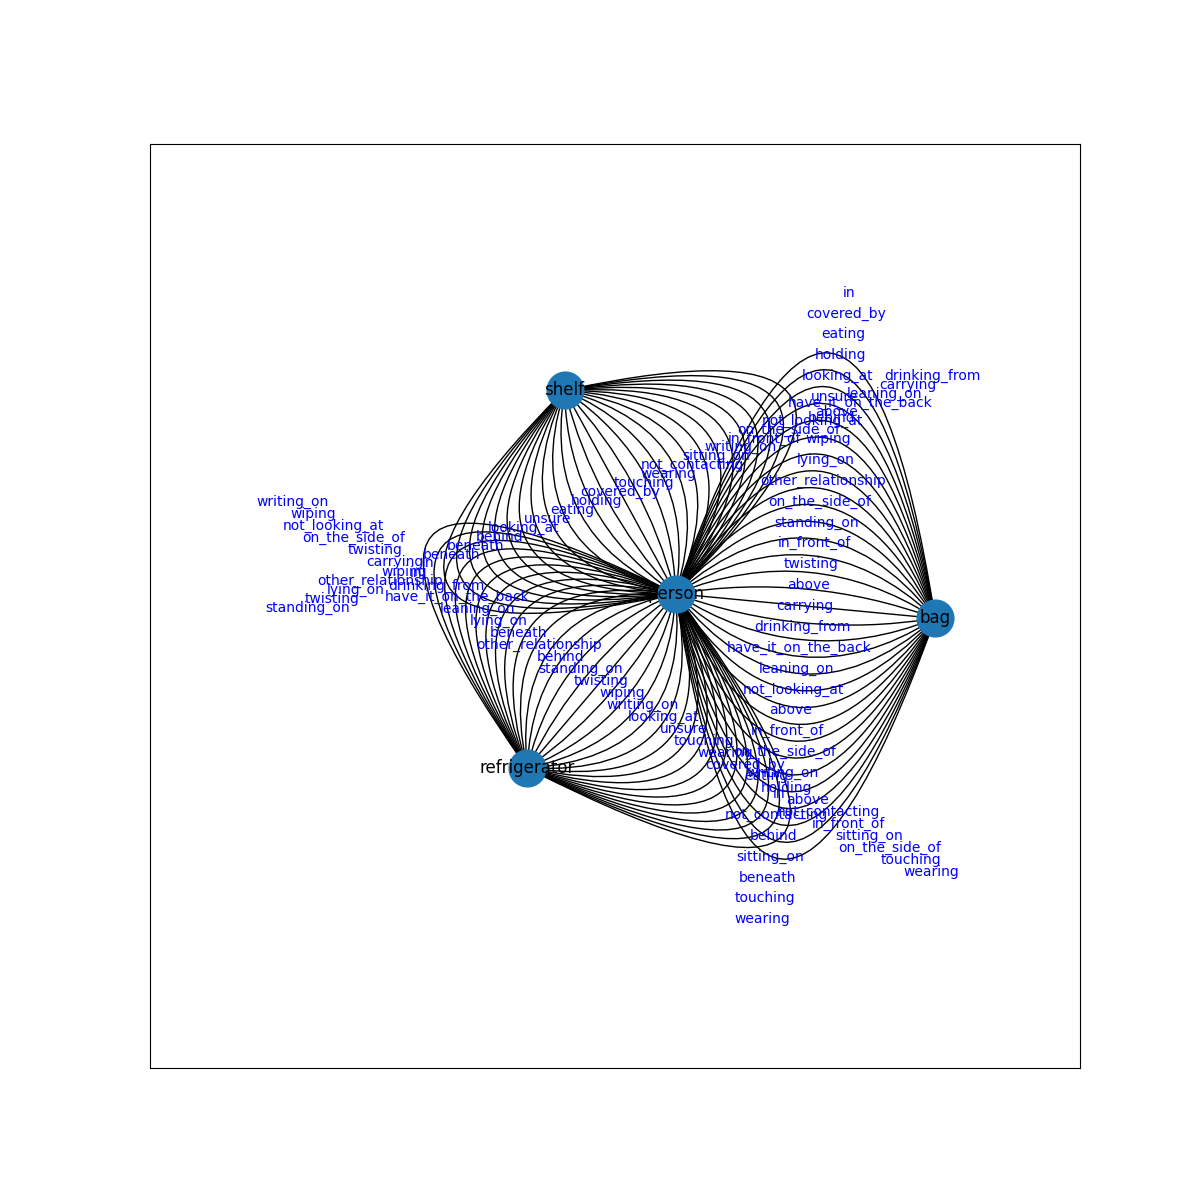 in
covered_by
eating
holding
looking_at
drinking_from
carrying
unsure
leaning_on
have_it_on_the_back
above
behind
not_looking_at
on_the_side_of
in_front_of
wiping
writing_on
sitting_on
lying_on
not_contacting
wearing
other_relationship
touching
covered_by
on_the_side_of
holding
eating
unsure
standing_on
looking_at
behind
in_front_of
beneath
beneath
twisting
above
carrying
drinking_from
have_it_on_the_back
leaning_on
not_looking_at
above
in_front_of
on_the_side_of
shelf
person
bag
refrigerator
writing_on
wiping
not_looking_at
on_the_side_of
twisting
carrying
in
wiping
in
other_relationship
drinking_from
lying_on
have_it_on_the_back
twisting
standing_on
leaning_on
lying_on
beneath
other_relationship
behind
standing_on
twisting
wiping
writing_on
looking_at
unsure
touching
wearing
covered_by
eating
holding
in
above
not_contacting
not_contacting
in_front_of
behind
sitting_on
on_the_side_of
sitting_on
touching
wearing
beneath
touching
wearing